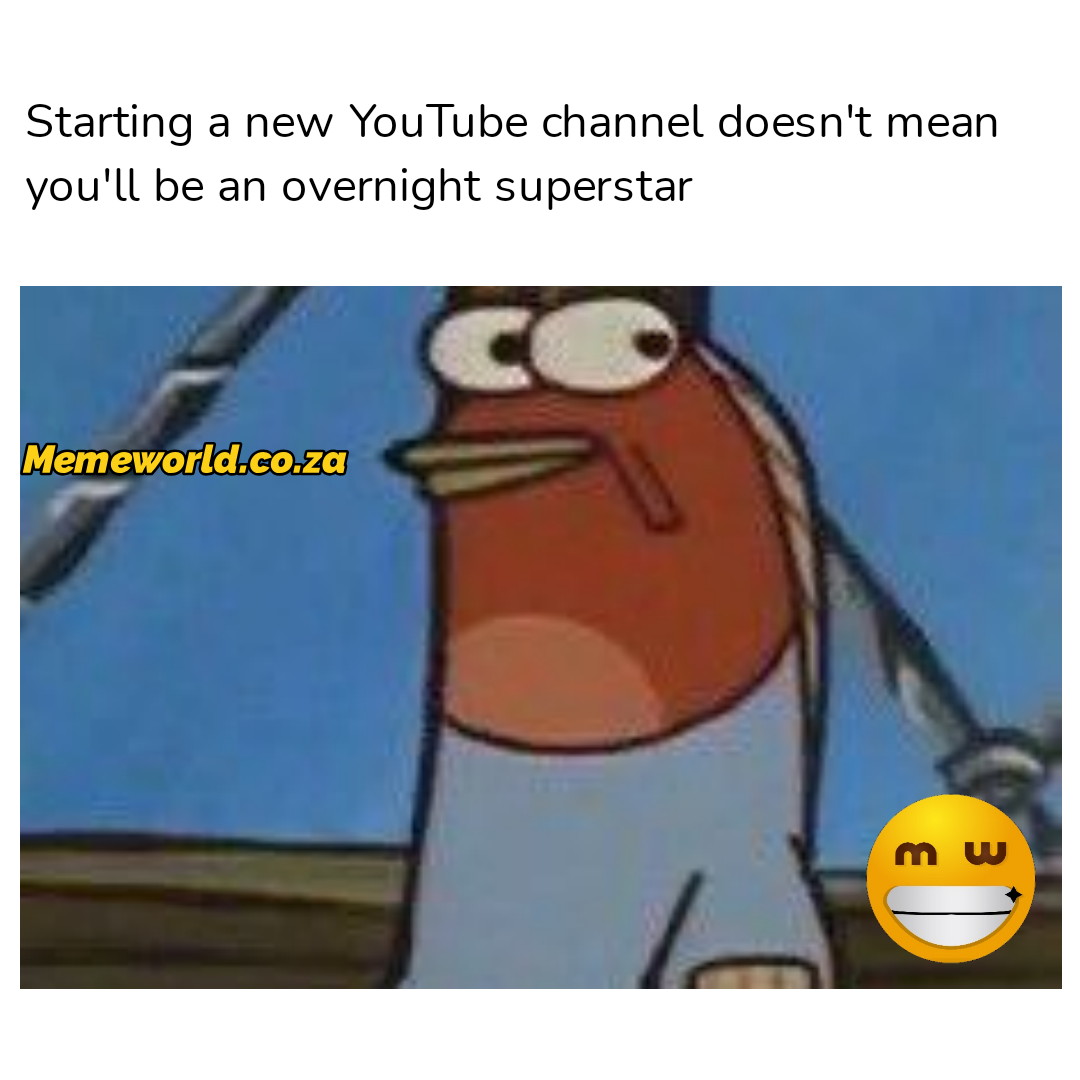 Starting a new YouTube channel doesn't mean
you'll be an overnight superstar
Memeworld.co.za
m w